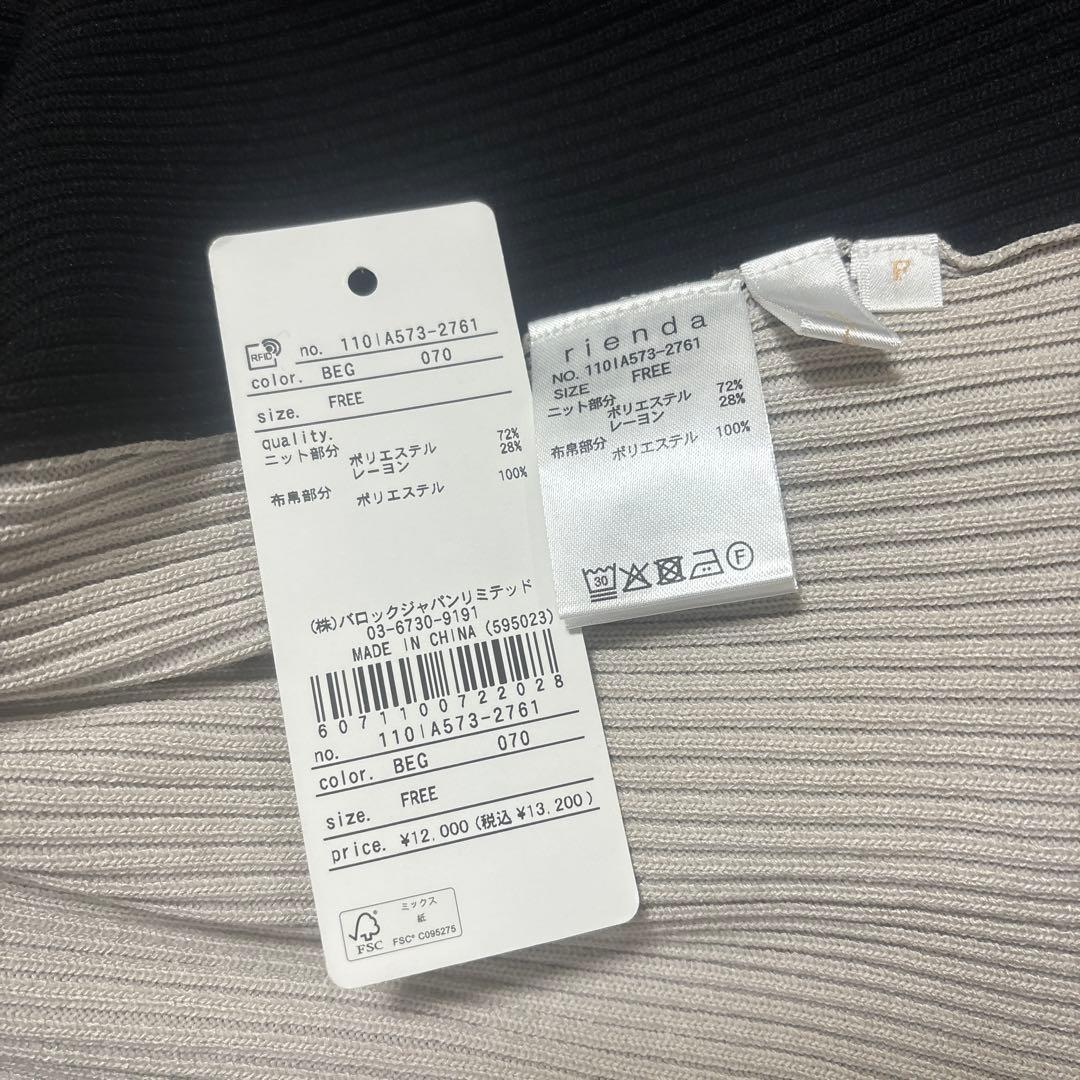 RFID
no. 110IA573-2761
color. BEG 070
size. FREE
quality.
ニット部分 ポリエステル 72%
レーヨン 28%
布帛部分 ポリエステル 100%
(株)バロックジャパンリミテッド
03-6730-9191
MADE IN CHINA (595023)
6071100722028
no. 110IA573-2761
color. BEG 070
size. FREE
price. ¥12,000 (税込 ¥13,200)
FSC
ミックス
紙
FSC® C095275
rienda
NO. 110IA573-2761
SIZE FREE
ニット部分 ポリエステル 72%
レーヨン 28%
布帛部分 ポリエステル 100%
30
F
F